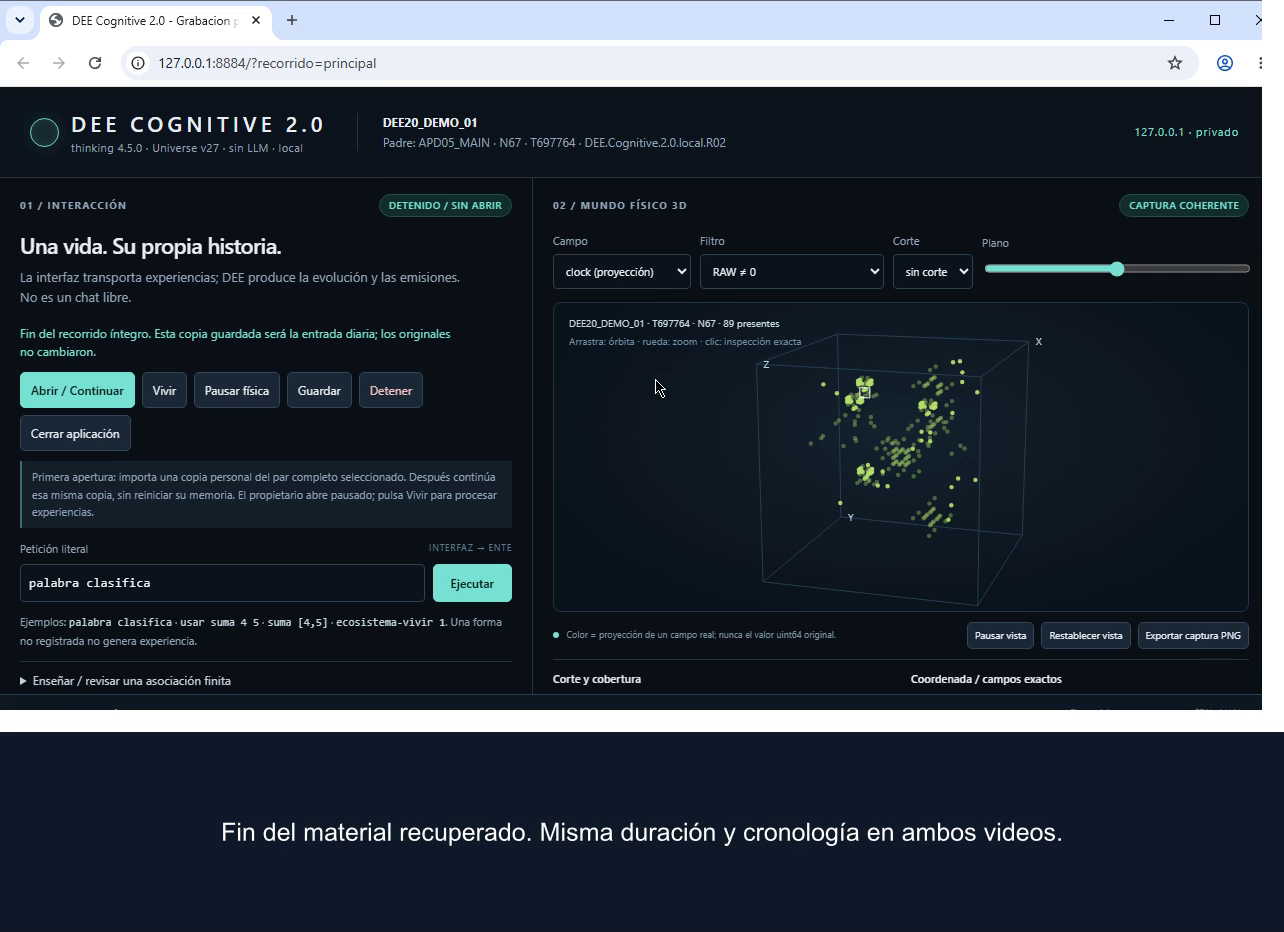 DEE Cognitive 2.0 - Grabacion p
127.0.0.1:8884/?recorrido=principal
DEE COGNITIVE 2.0
thinking 4.5.0 · Universe v27 · sin LLM · local
DEE20_DEMO_01
Padre: APD05_MAIN · N67 · T697764 · DEE.Cognitive.2.0.local.R02
127.0.0.1 · privado
01 / INTERACCIÓN
DETENIDO / SIN ABRIR
Una vida. Su propia historia.
La interfaz transporta experiencias; DEE produce la evolución y las emisiones.
No es un chat libre.
Fin del recorrido íntegro. Esta copia guardada será la entrada diaria; los originales
no cambiaron.
Abrir / Continuar
Vivir
Pausar física
Guardar
Detener
Cerrar aplicación
Primera apertura: importa una copia personal del par completo seleccionado. Después continúa
esa misma copia, sin reiniciar su memoria. El propietario abre pausado; pulsa Vivir para procesar
experiencias.
Petición literal
INTERFAZ → ENTE
palabra clasifica
Ejecutar
Ejemplos: palabra clasifica · usar suma 4 5 · suma [4,5] · ecosistema-vivir 1. Una forma
no registrada no genera experiencia.
▶ Enseñar / revisar una asociación finita
02 / MUNDO FÍSICO 3D
CAPTURA COHERENTE
Campo
Filtro
Corte
Plano
clock (proyección)
RAW ≠ 0
sin corte
DEE20_DEMO_01 · T697764 · N67 · 89 presentes
Arrastra: órbita · rueda: zoom · clic: inspección exacta
X
Z
Y
Color = proyección de un campo real; nunca el valor uint64 original.
Pausar vista
Restablecer vista
Exportar captura PNG
Corte y cobertura
Coordenada / campos exactos
Fin del material recuperado. Misma duración y cronología en ambos videos.